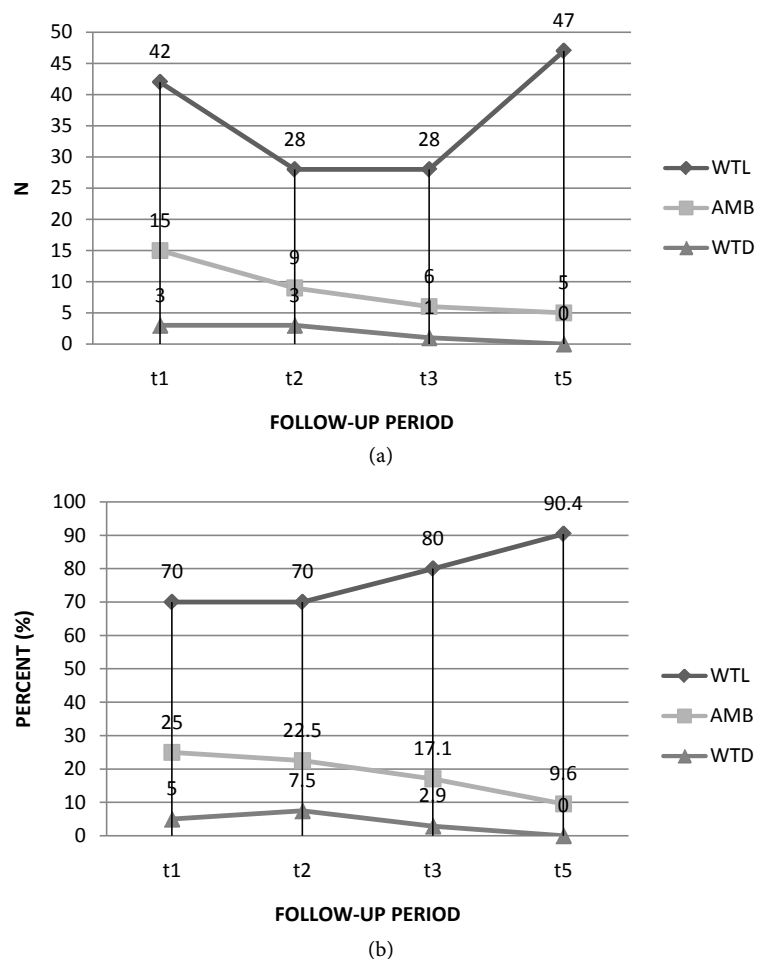 50
45
40
35
30
25
20
15
10
5
0
N
42
28
28
47
15
9
6
5
3
3
1
0
t1
t2
t3
t5
FOLLOW-UP PERIOD
WTL
AMB
WTD
(a)
100
90
80
70
60
50
40
30
20
10
0
PERCENT (%)
70
70
80
90.4
25
22.5
17.1
9.6
5
7.5
2.9
0
t1
t2
t3
t5
FOLLOW-UP PERIOD
WTL
AMB
WTD
(b)